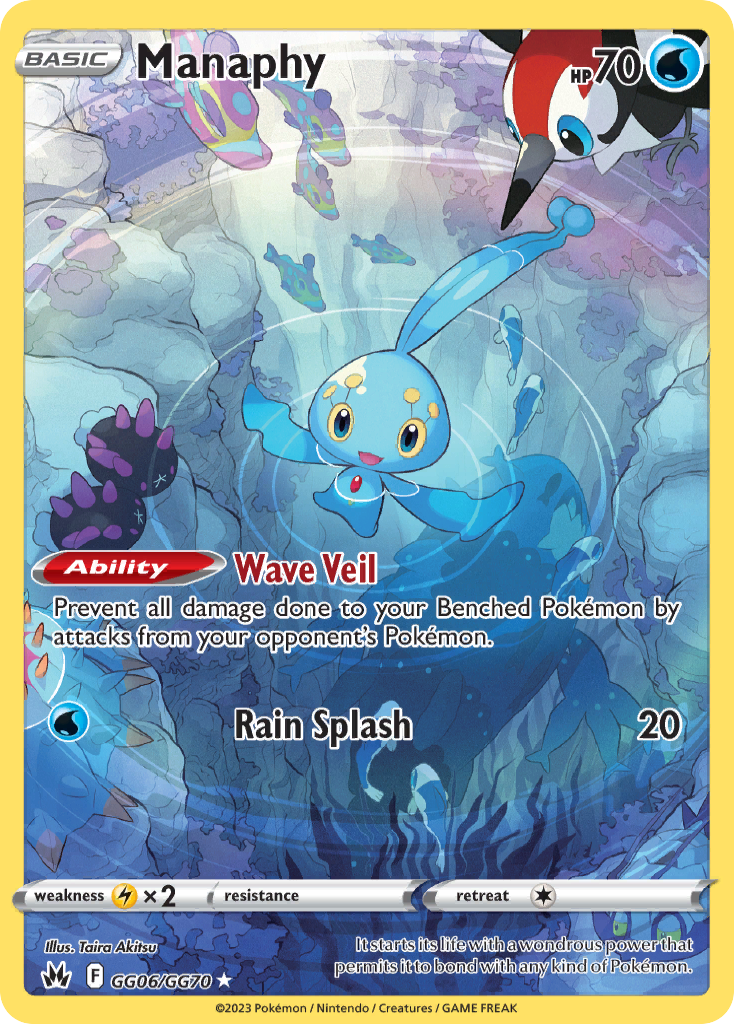 BASIC Manaphy HP70
Ability Wave Veil
Prevent all damage done to your Benched Pokémon by
attacks from your opponent's Pokémon.
Rain Splash 20
weakness ×2 resistance retreat
Illus. Taira Akitsu
It starts its life with a wondrous power that
permits it to bond with any kind of Pokémon.
F GG06/GG70
©2023 Pokémon / Nintendo / Creatures / GAME FREAK